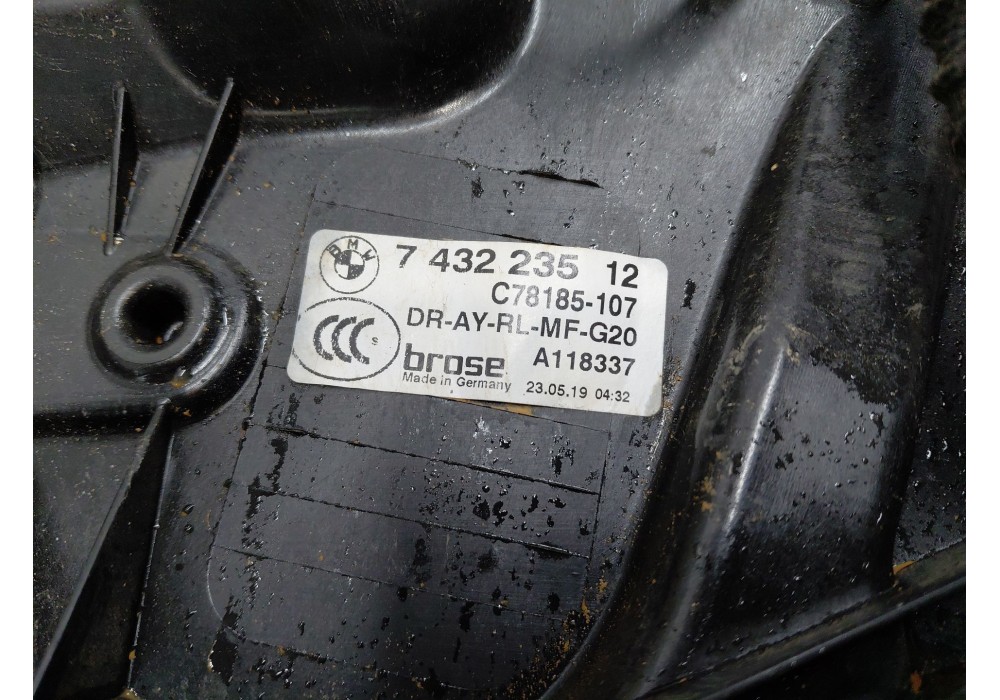 BMW 7 432 235 12
C78185-107
DR-AY-RL-MF-G20
CCC S brose A118337
Made in Germany 23.05.19 04:32